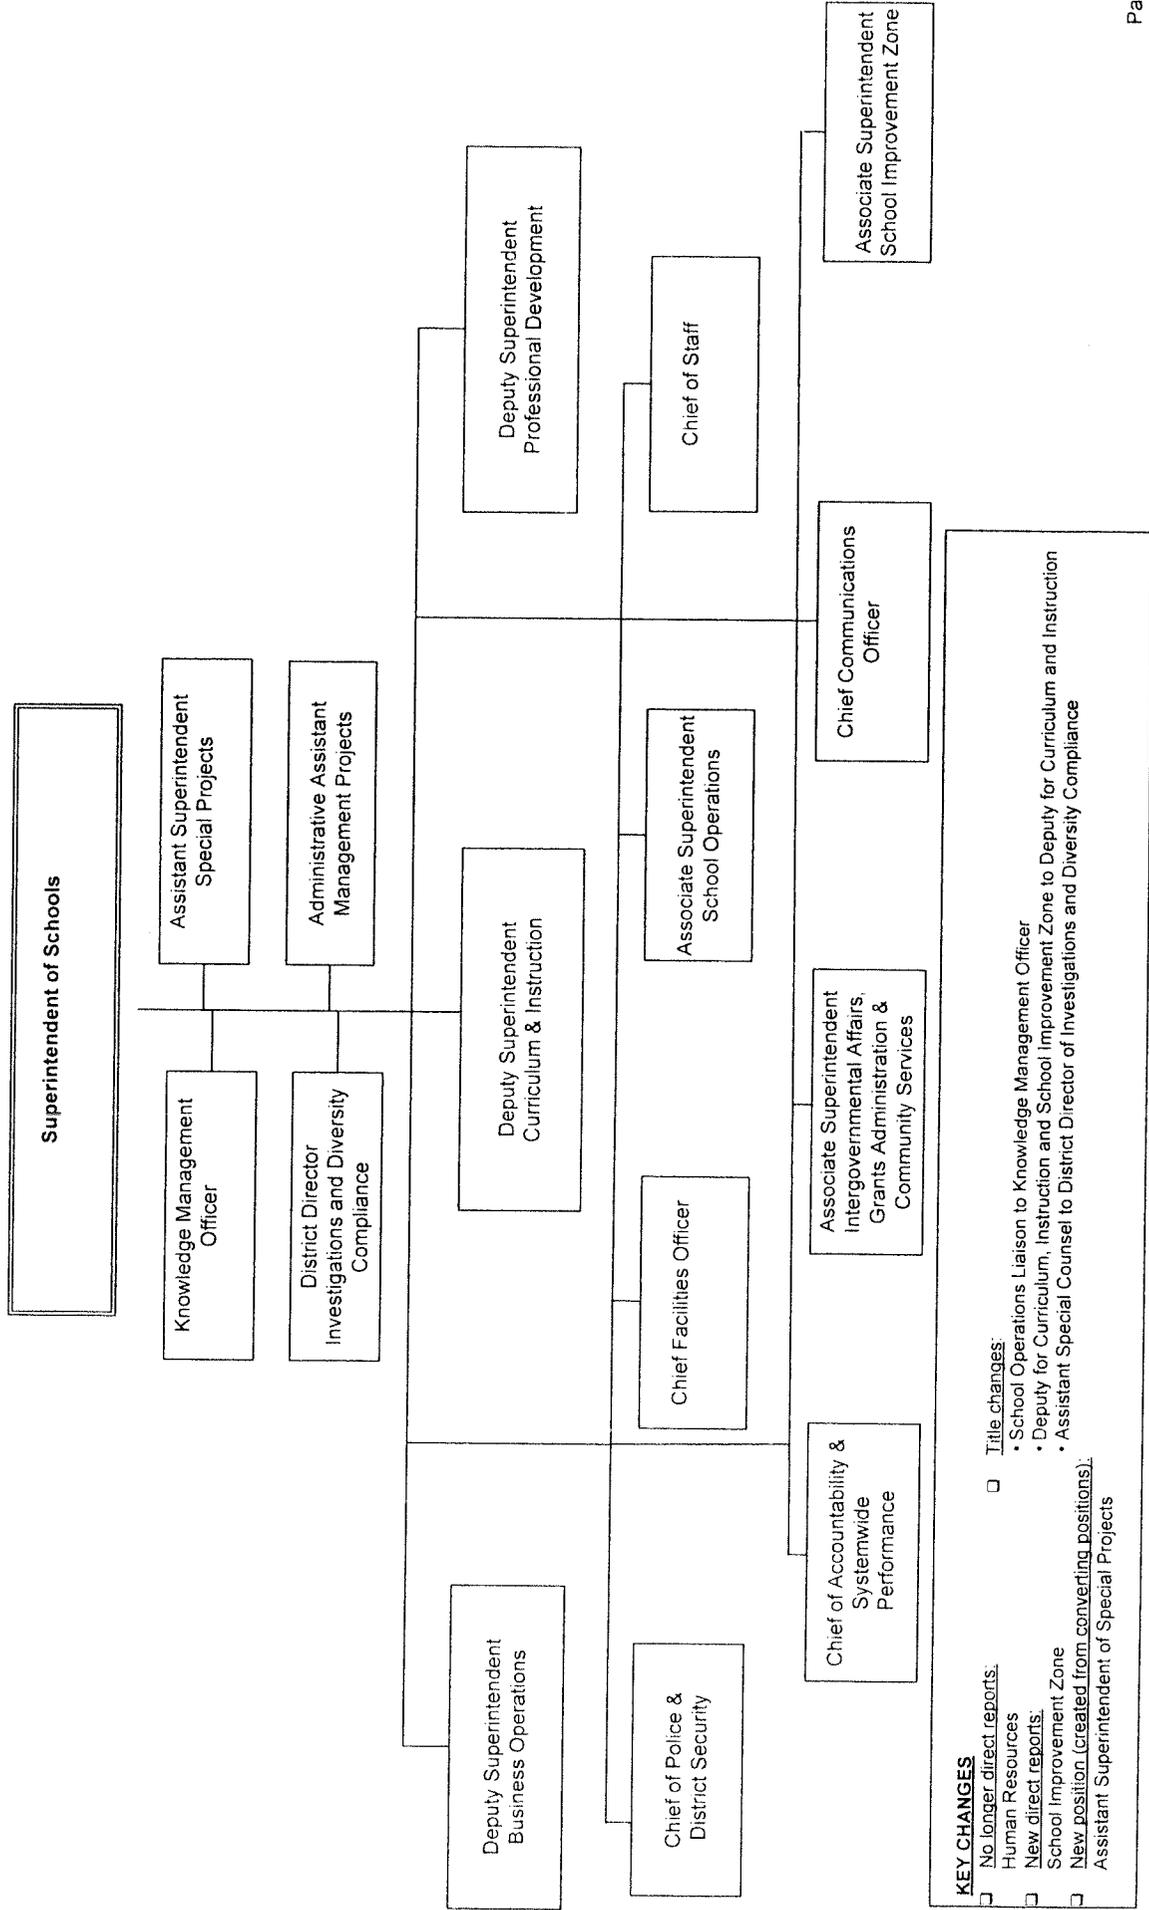 Superintendent of Schools
Knowledge Management
Officer
Assistant Superintendent
Special Projects
District Director
Investigations and Diversity
Compliance
Administrative Assistant
Management Projects
Deputy Superintendent
Business Operations
Deputy Superintendent
Curriculum & Instruction
Deputy Superintendent
Professional Development
Chief of Police &
District Security
Chief Facilities Officer
Associate Superintendent
School Operations
Chief of Staff
Chief of Accountability &
Systemwide
Performance
Associate Superintendent
Intergovernmental Affairs,
Grants Administration &
Community Services
Chief Communications
Officer
Associate Superintendent
School Improvement Zone
KEY CHANGES
No longer direct reports:
Human Resources
New direct reports:
School Improvement Zone
New position (created from converting positions):
Assistant Superintendent of Special Projects
Title changes:
• School Operations Liaison to Knowledge Management Officer
• Deputy for Curriculum, Instruction and School Improvement Zone to Deputy for Curriculum and Instruction
• Assistant Special Counsel to District Director of Investigations and Diversity Compliance
Pa